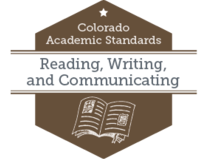 Colorado
Academic Standards
Reading, Writing,
and Communicating